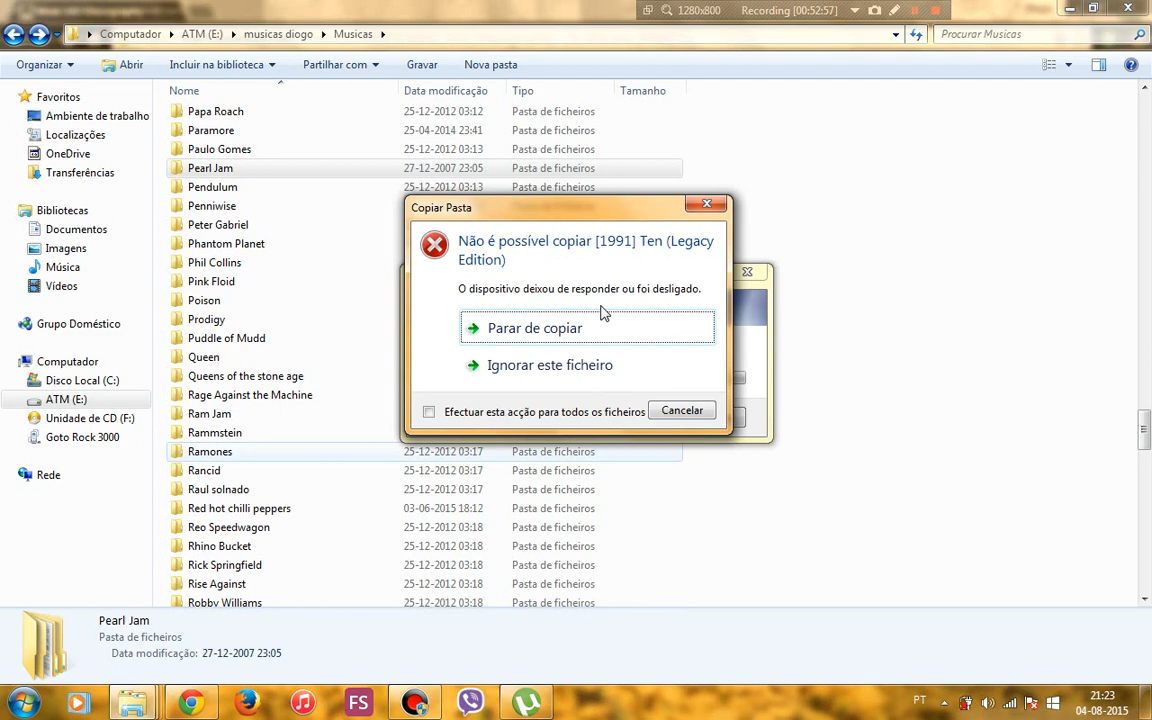 1280x800
Recording [00:52:57]
Computador
ATM (E:)
musicas diogo
Musicas
Procurar Musicas
Organizar
Abrir
Incluir na biblioteca
Partilhar com
Gravar
Nova pasta
Nome
Data modificação
Tipo
Tamanho
Favoritos
Ambiente de trabalho
Localizações
OneDrive
Transferências
Bibliotecas
Documentos
Imagens
Música
Vídeos
Grupo Doméstico
Computador
Disco Local (C:)
ATM (E:)
Unidade de CD (F:)
Goto Rock 3000
Rede
Papa Roach 25-12-2012 03:12 Pasta de ficheiros
Paramore 25-04-2014 23:41 Pasta de ficheiros
Paulo Gomes 25-12-2012 03:13 Pasta de ficheiros
Pearl Jam 27-12-2007 23:05 Pasta de ficheiros
Pendulum 25-12-2012 03:13 Pasta de ficheiros
Penniwise
Peter Gabriel
Phantom Planet
Phil Collins
Pink Floid
Poison
Prodigy
Puddle of Mudd
Queen
Queens of the stone age
Rage Against the Machine
Ram Jam
Rammstein
Ramones 25-12-2012 03:17 Pasta de ficheiros
Rancid 25-12-2012 03:17 Pasta de ficheiros
Raul solnado 25-12-2012 03:17 Pasta de ficheiros
Red hot chilli peppers 03-06-2015 18:12 Pasta de ficheiros
Reo Speedwagon 25-12-2012 03:18 Pasta de ficheiros
Rhino Bucket 25-12-2012 03:18 Pasta de ficheiros
Rick Springfield 25-12-2012 03:18 Pasta de ficheiros
Rise Against 25-12-2012 03:18 Pasta de ficheiros
Robby Williams 25-12-2012 03:18 Pasta de ficheiros
Copiar Pasta
Não é possível copiar [1991] Ten (Legacy
Edition)
O dispositivo deixou de responder ou foi desligado.
Parar de copiar
Ignorar este ficheiro
Efectuar esta acção para todos os ficheiros
Cancelar
Pearl Jam
Pasta de ficheiros
Data modificação: 27-12-2007 23:05
FS
PT
21:23
04-08-2015